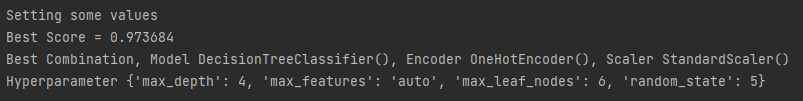 Setting some values
Best Score = 0.973684
Best Combination, Model DecisionTreeClassifier(), Encoder OneHotEncoder(), Scaler StandardScaler()
Hyperparameter {'max_depth': 4, 'max_features': 'auto', 'max_leaf_nodes': 6, 'random_state': 5}